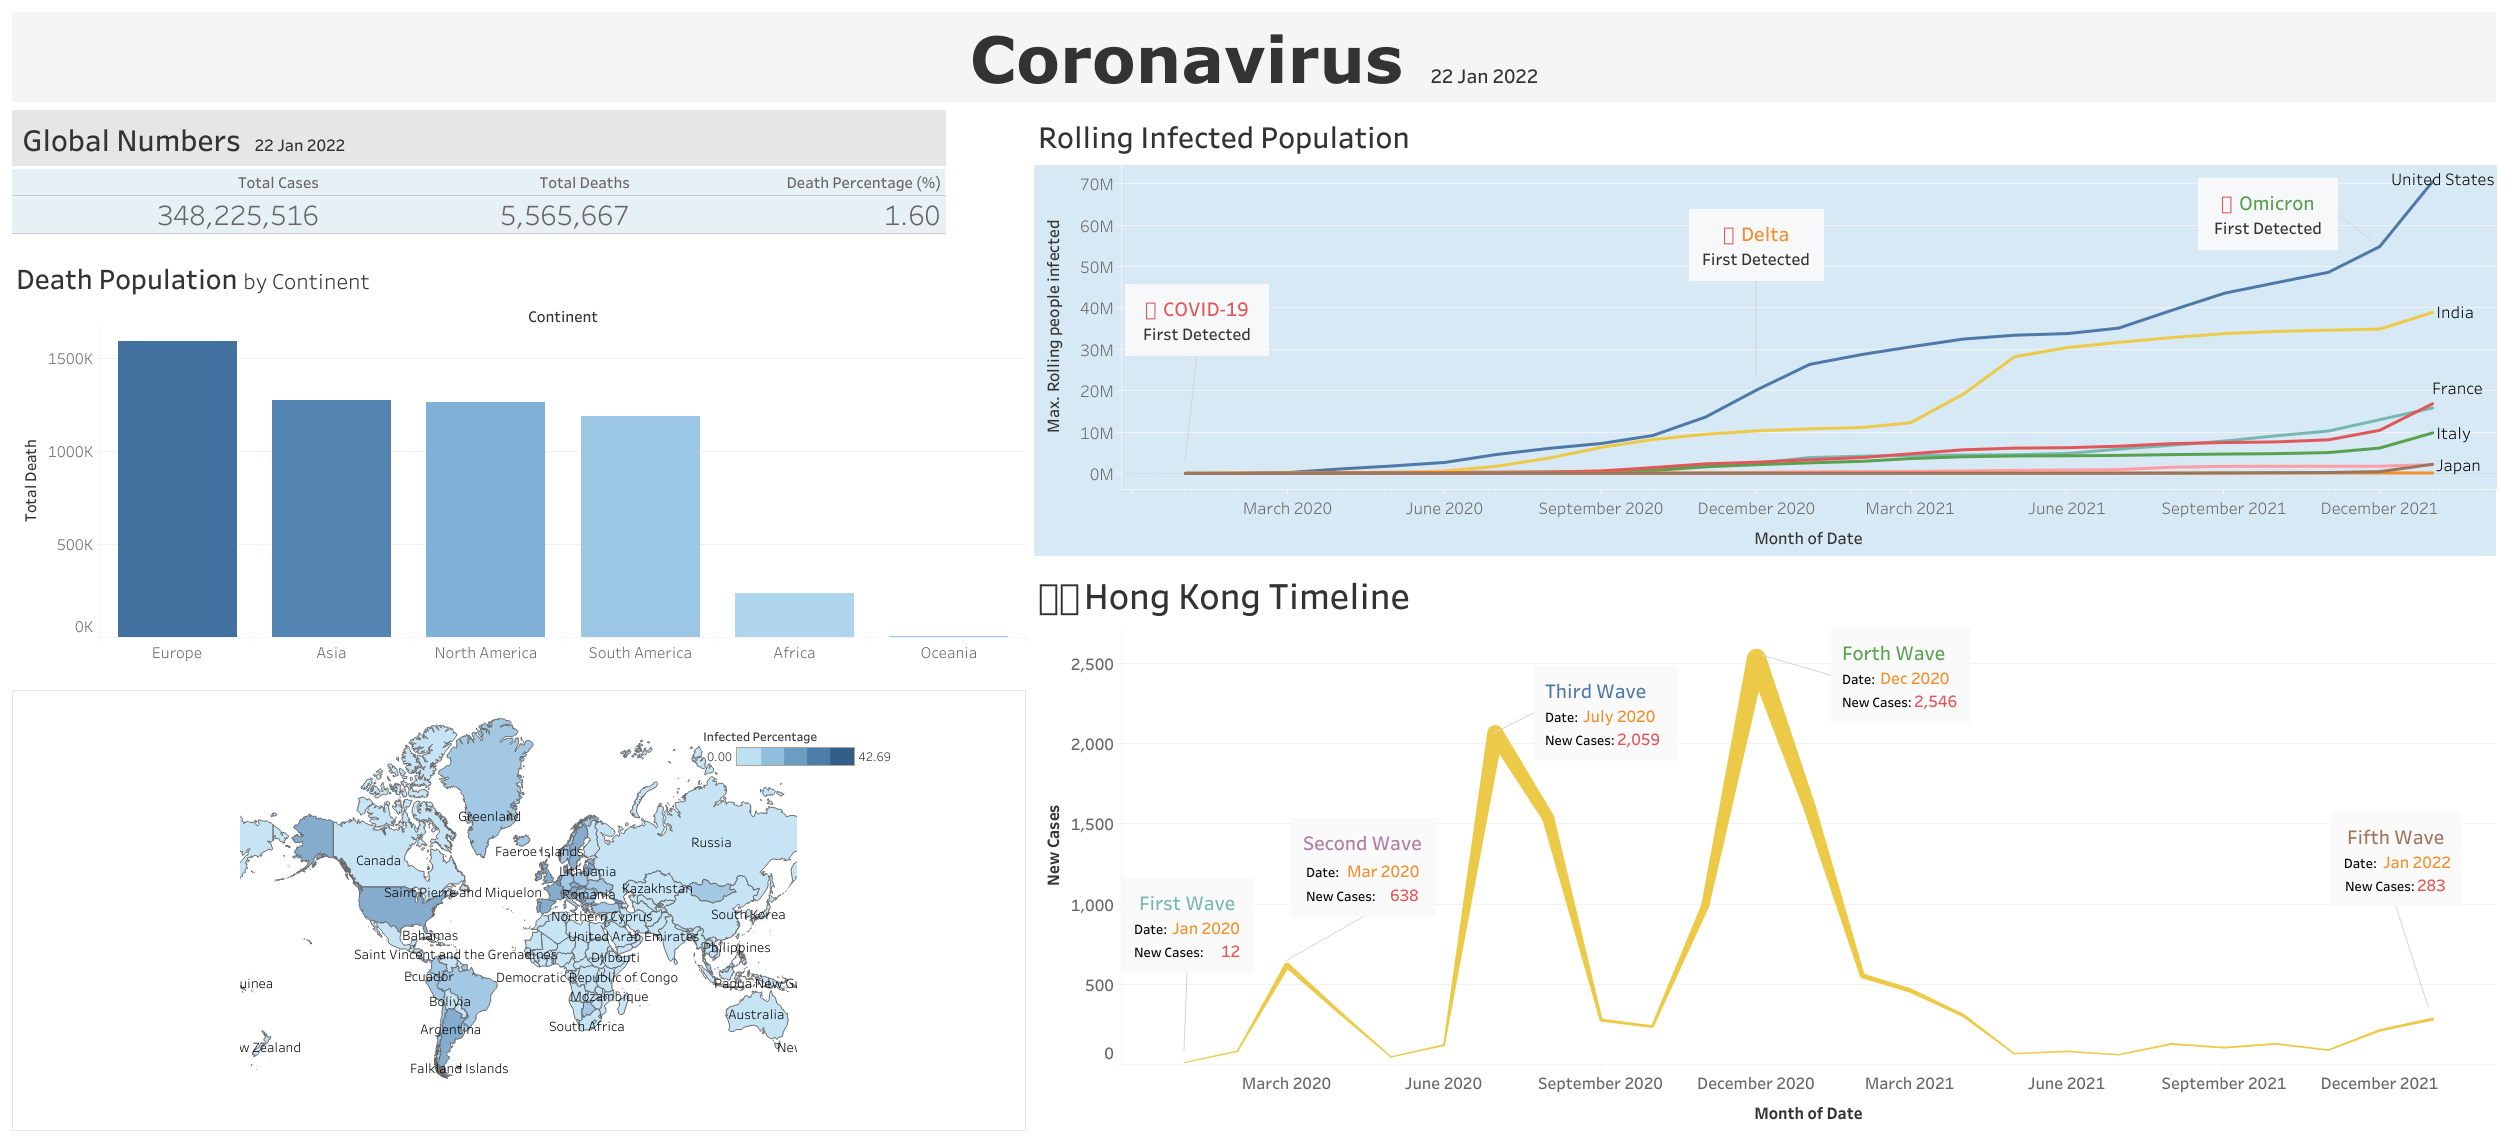 Coronavirus 22 Jan 2022
Global Numbers 22 Jan 2022
Total Cases Total Deaths Death Percentage (%)
348,225,516 5,565,667 1.60
Death Population by Continent
Continent
Total Death
1500K
1000K
500K
0K
Europe Asia North America South America Africa Oceania
Infected Percentage
0.00 42.69
Greenland
Russia
Faeroe Islands
Canada
Lithuania
Saint Pierre and Miquelon
Romania
Kazakhstan
Northern Cyprus
South Korea
Bahamas
United Arab Emirates
Philippines
Saint Vincent and the Grenadines
Djibouti
Ecuador
Democratic Republic of Congo
uinea
Papua New Gu
Bolivia
Mozambique
Australia
Argentina
South Africa
w Zealand
Nev
Falkland Islands
Rolling Infected Population
Max. Rolling people infected
70M
60M
50M
40M
30M
20M
10M
0M
COVID-19
First Detected
Delta
First Detected
Omicron
First Detected
United States
India
France
Italy
Japan
March 2020 June 2020 September 2020 December 2020 March 2021 June 2021 September 2021 December 2021
Month of Date
Hong Kong Timeline
New Cases
2,500
2,000
1,500
1,000
500
0
First Wave
Date: Jan 2020
New Cases: 12
Second Wave
Date: Mar 2020
New Cases: 638
Third Wave
Date: July 2020
New Cases: 2,059
Forth Wave
Date: Dec 2020
New Cases: 2,546
Fifth Wave
Date: Jan 2022
New Cases: 283
March 2020 June 2020 September 2020 December 2020 March 2021 June 2021 September 2021 December 2021
Month of Date